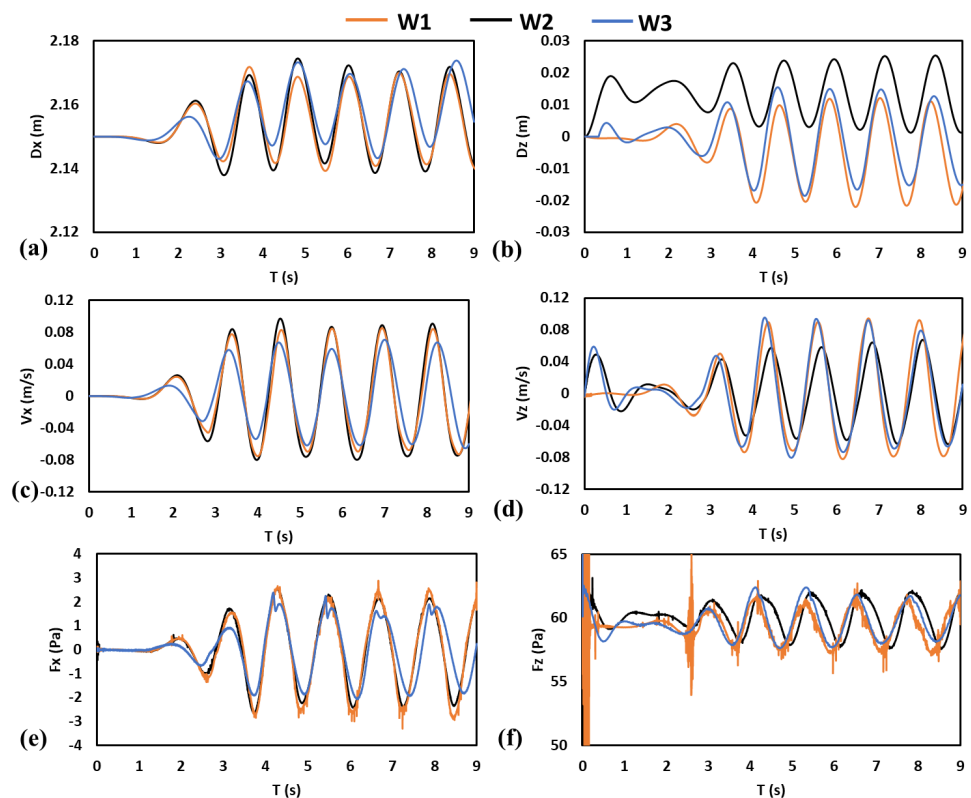 W1 W2 W3
2.18
2.16
2.14
2.12
Dx (m)
0 1 2 3 4 5 6 7 8 9
T (s)
(a)
0.03
0.02
0.01
0
-0.01
-0.02
-0.03
Dz (m)
0 1 2 3 4 5 6 7 8 9
T (s)
(b)
0.12
0.08
0.04
0
-0.04
-0.08
-0.12
Vx (m/s)
0 1 2 3 4 5 6 7 8 9
T (s)
(c)
0.12
0.08
0.04
0
-0.04
-0.08
-0.12
Vz (m/s)
0 1 2 3 4 5 6 7 8 9
T (s)
(d)
4
3
2
1
0
-1
-2
-3
-4
Fx (Pa)
0 1 2 3 4 5 6 7 8 9
T (s)
(e)
65
60
55
50
Fz (Pa)
0 1 2 3 4 5 6 7 8 9
T (s)
(f)